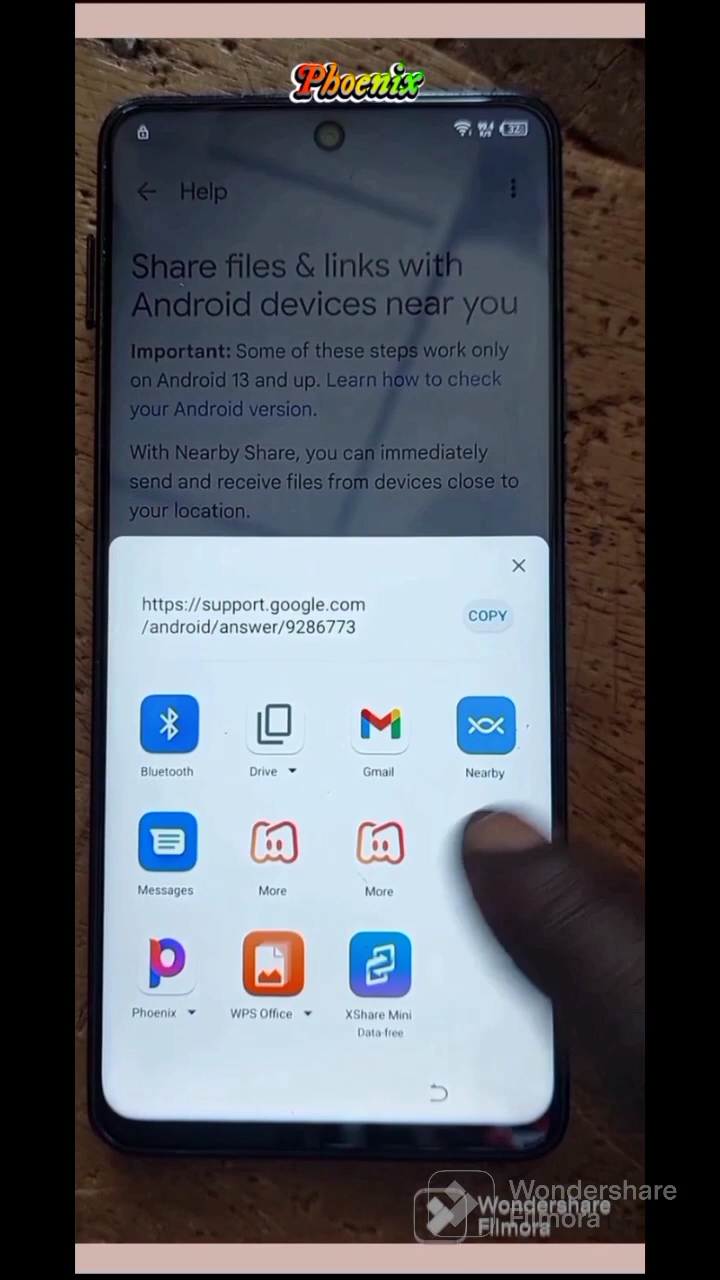 Phoenix
32
Help
Share files & links with
Android devices near you
Important: Some of these steps work only
on Android 13 and up. Learn how to check
your Android version.
With Nearby Share, you can immediately
send and receive files from devices close to
your location.
https://support.google.com
/android/answer/9286773
COPY
Bluetooth
Drive
Gmail
Nearby
Messages
More
More
Phoenix
WPS Office
XShare Mini
Data-free
Wondershare
Filmora
Wondershare
Filmora